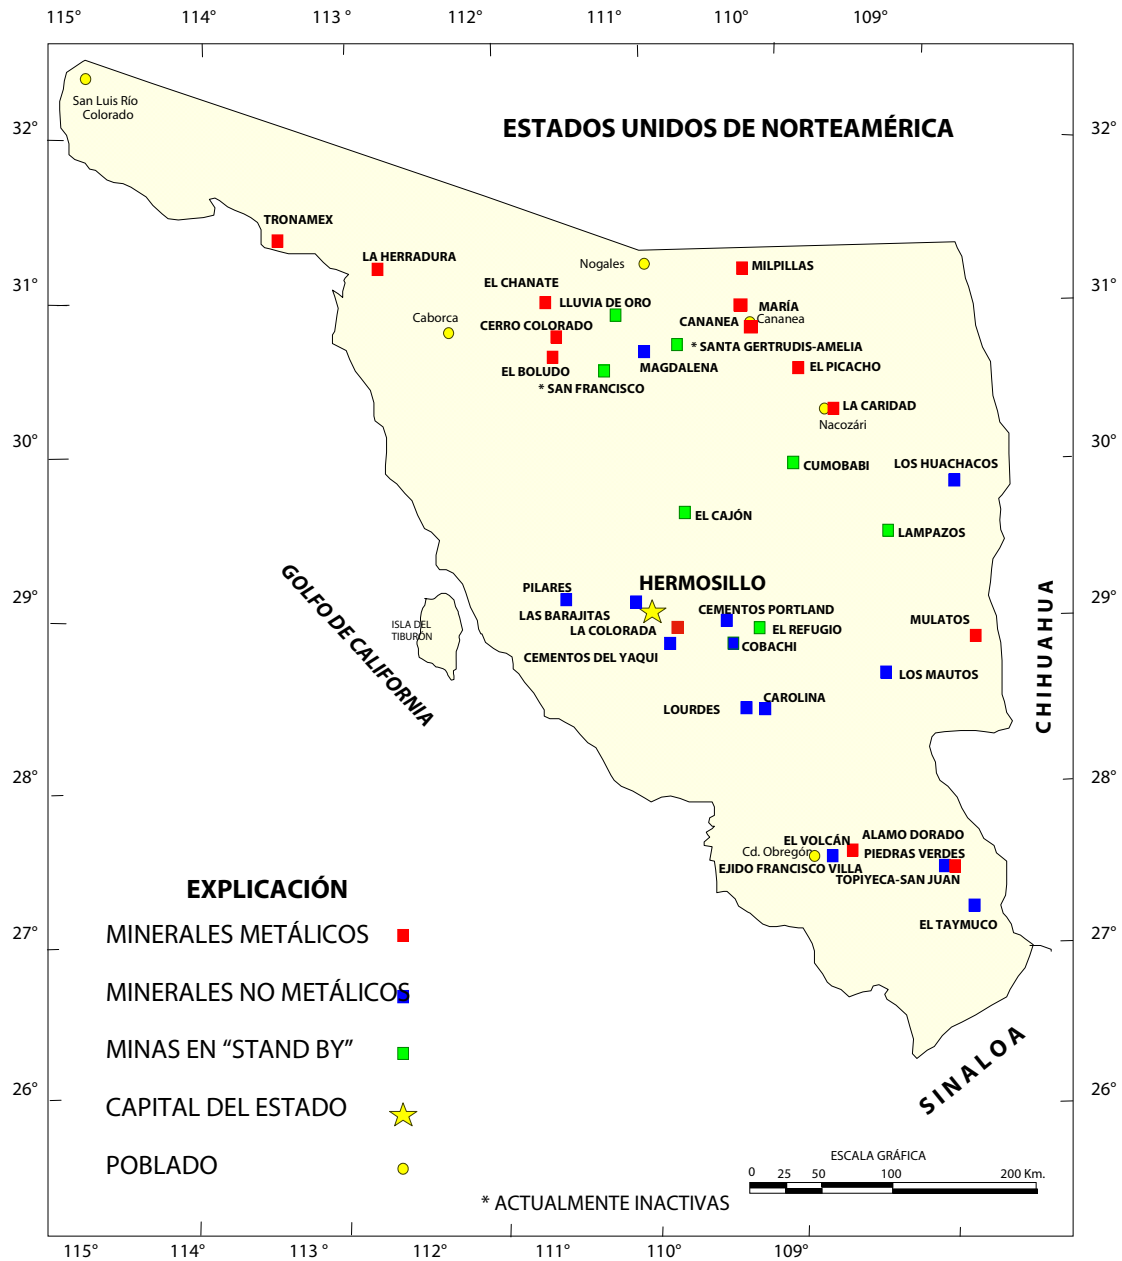 115° 114° 113° 112° 111° 110° 109°
San Luis Río
Colorado
ESTADOS UNIDOS DE NORTEAMÉRICA
32° 32°
TRONAMEX
LA HERRADURA
Nogales
MILPILLAS
EL CHANATE
31° 31°
LLUVIA DE ORO
MARÍA
Caborca
CERRO COLORADO
CANANEA
Cananea
* SANTA GERTRUDIS-AMELIA
EL BOLUDO
MAGDALENA
EL PICACHO
* SAN FRANCISCO
LA CARIDAD
Nacozári
30° 30°
CUMOBABI
LOS HUACHACOS
EL CAJÓN
LAMPAZOS
GOLFO DE CALIFORNIA
HERMOSILLO
PILARES
29° 29°
LAS BARAJITAS
CEMENTOS PORTLAND
ISLA DEL
TIBURÓN
LA COLORADA
EL REFUGIO
MULATOS
CEMENTOS DEL YAQUI
COBACHI
LOS MAUTOS
CHIHUAHUA
LOURDES
CAROLINA
28° 28°
EL VOLCÁN
ALAMO DORADO
Cd. Obregón
PIEDRAS VERDES
EJIDO FRANCISCO VILLA
TOPIYECA-SAN JUAN
EL TAYMUCO
27° 27°
EXPLICACIÓN
MINERALES METÁLICOS
MINERALES NO METÁLICOS
MINAS EN “STAND BY”
CAPITAL DEL ESTADO
POBLADO
26° 26°
SINALOA
ESCALA GRÁFICA
0 25 50 100 200 Km.
* ACTUALMENTE INACTIVAS
115° 114° 113 ° 112° 111° 110° 109°